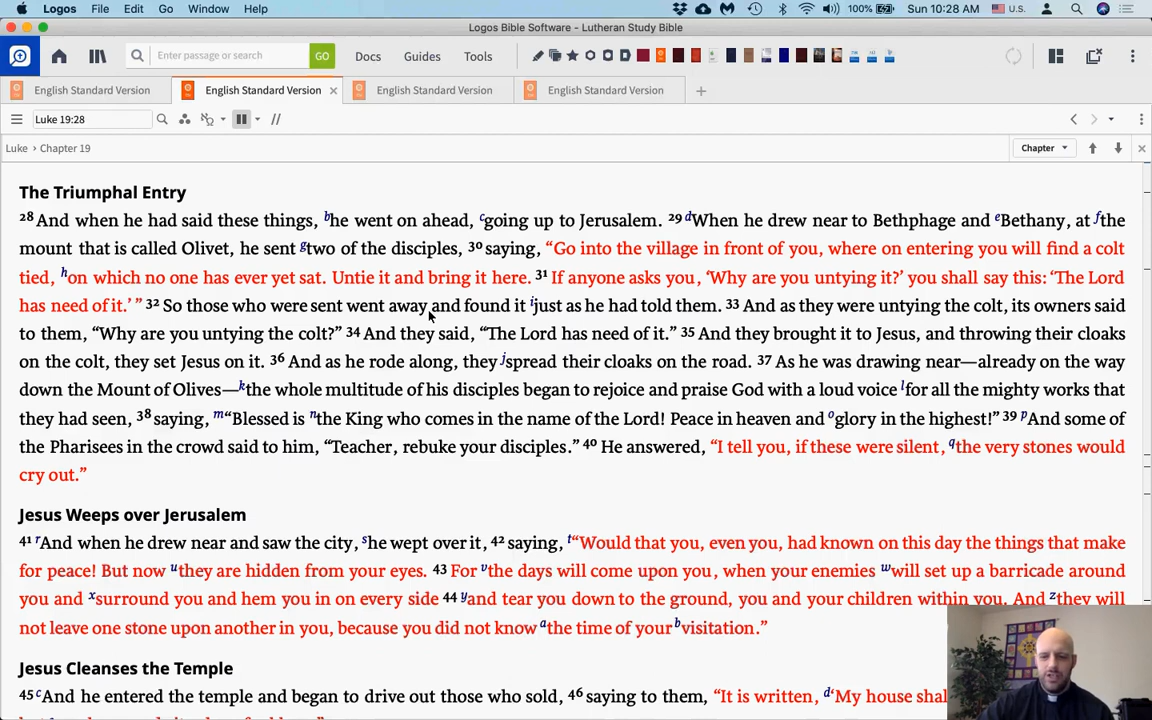 Logos File Edit Go Window Help 100% Sun 10:28 AM U.S.
Logos Bible Software - Lutheran Study Bible
Enter passage or search GO Docs Guides Tools
English Standard Version English Standard Version English Standard Version English Standard Version
Luke 19:28
Luke › Chapter 19 Chapter
The Triumphal Entry
28 And when he had said these things, b he went on ahead, c going up to Jerusalem. 29 d When he drew near to Bethphage and e Bethany, at f the
mount that is called Olivet, he sent g two of the disciples, 30 saying, “Go into the village in front of you, where on entering you will find a colt
tied, h on which no one has ever yet sat. Untie it and bring it here. 31 If anyone asks you, ‘Why are you untying it?’ you shall say this: ‘The Lord
has need of it.’ ” 32 So those who were sent went away and found it i just as he had told them. 33 And as they were untying the colt, its owners said
to them, “Why are you untying the colt?” 34 And they said, “The Lord has need of it.” 35 And they brought it to Jesus, and throwing their cloaks
on the colt, they set Jesus on it. 36 And as he rode along, they j spread their cloaks on the road. 37 As he was drawing near—already on the way
down the Mount of Olives— k the whole multitude of his disciples began to rejoice and praise God with a loud voice l for all the mighty works that
they had seen, 38 saying, m “Blessed is n the King who comes in the name of the Lord! Peace in heaven and o glory in the highest!” 39 p And some of
the Pharisees in the crowd said to him, “Teacher, rebuke your disciples.” 40 He answered, “I tell you, if these were silent, q the very stones would
cry out.”
Jesus Weeps over Jerusalem
41 r And when he drew near and saw the city, s he wept over it, 42 saying, t “Would that you, even you, had known on this day the things that make
for peace! But now u they are hidden from your eyes. 43 For v the days will come upon you, when your enemies w will set up a barricade around
you and x surround you and hem you in on every side 44 y and tear you down to the ground, you and your children within you. And z they will
not leave one stone upon another in you, because you did not know a the time of your b visitation.”
Jesus Cleanses the Temple
45 c And he entered the temple and began to drive out those who sold, 46 saying to them, “It is written, d ‘My house shal